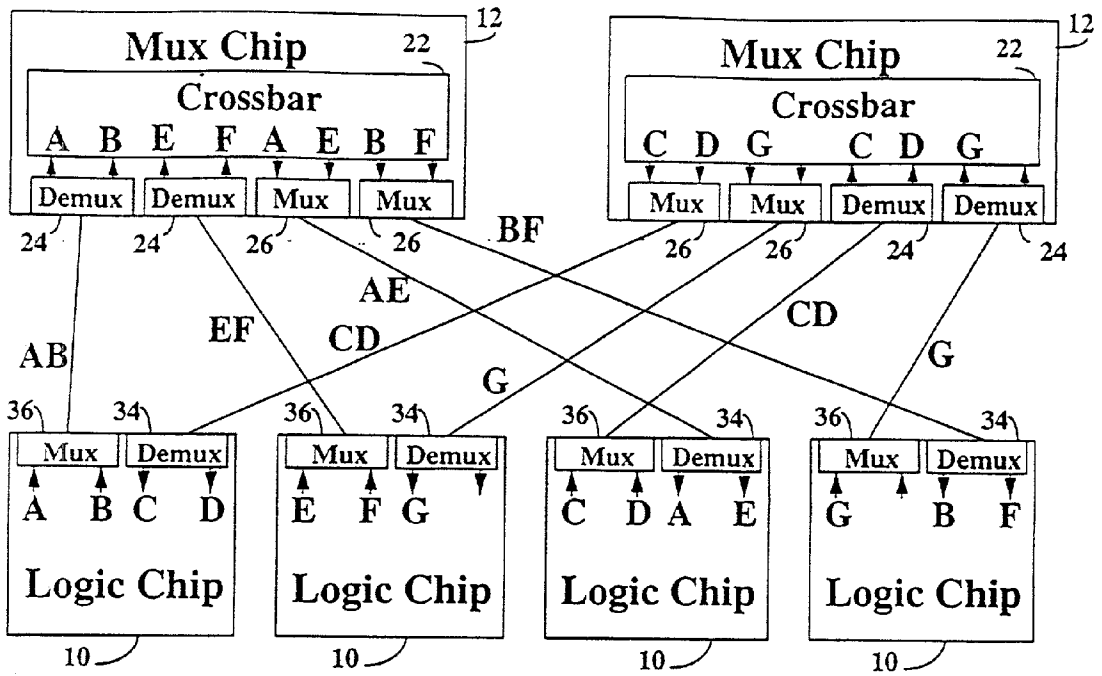 12
Mux Chip
22
Crossbar
A B E F A E B F
Demux Demux Mux Mux
24 24 26 26
12
Mux Chip
22
Crossbar
C D G C D G
Mux Mux Demux Demux
26 26 24 24
BF
AE
EF
CD
CD
AB
G
G
36 34
Mux Demux
A B C D
Logic Chip
10
36 34
Mux Demux
E F G
Logic Chip
10
36 34
Mux Demux
C D A E
Logic Chip
10
36 34
Mux Demux
G B F
Logic Chip
10